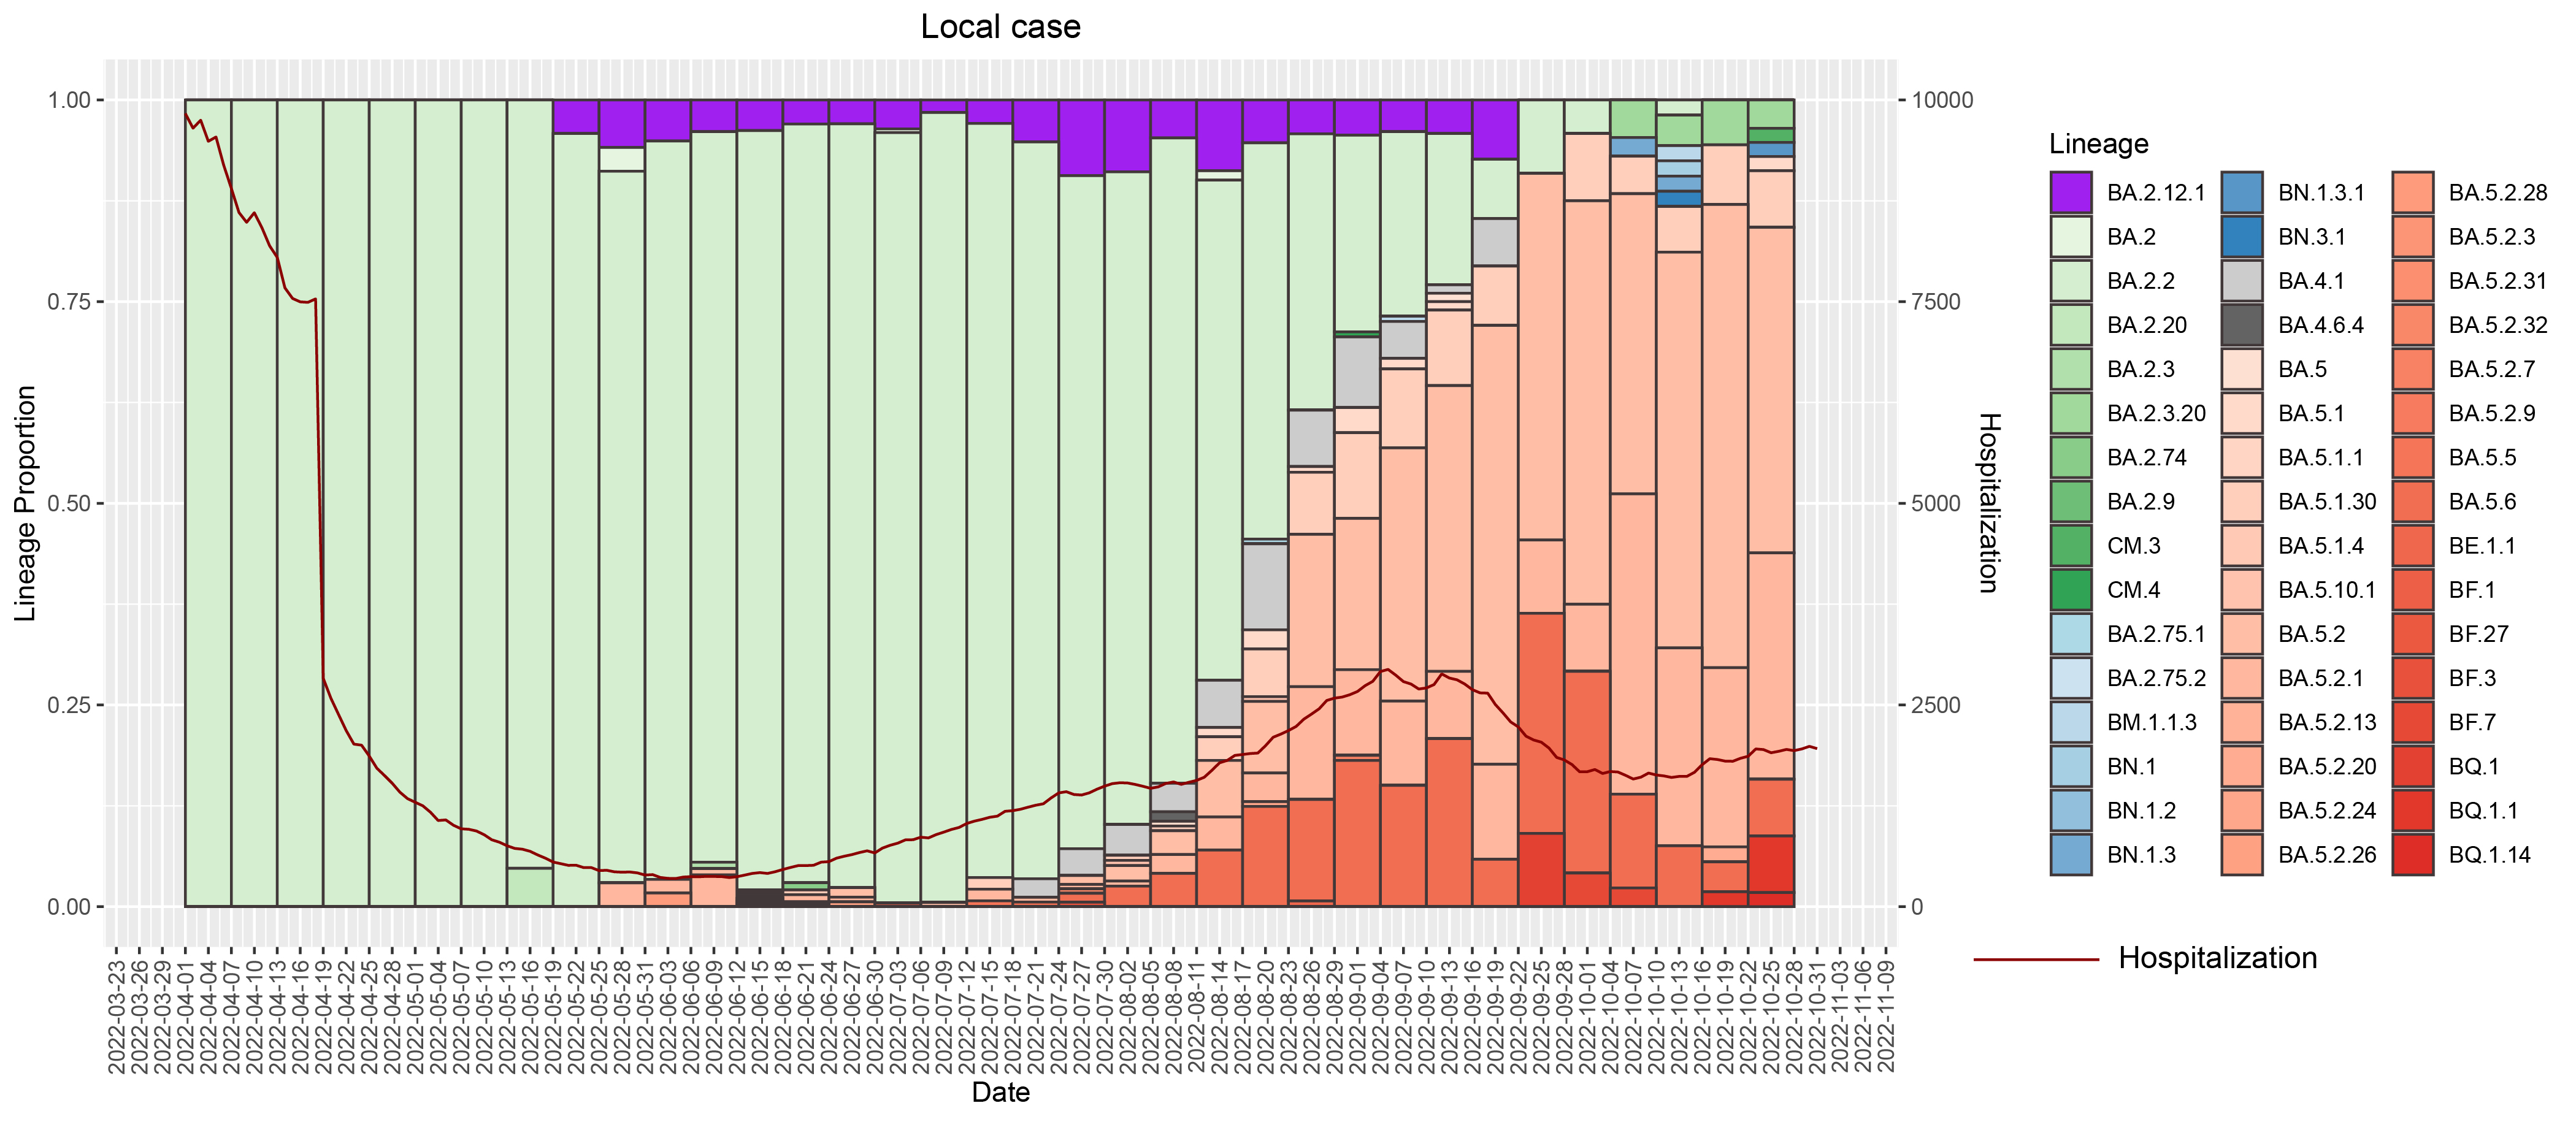 Local case
Lineage Proportion
1.00
0.75
0.50
0.25
0.00
10000
7500
5000
2500
0
Hospitalization
2022-03-23
2022-03-26
2022-03-29
2022-04-01
2022-04-04
2022-04-07
2022-04-10
2022-04-13
2022-04-16
2022-04-19
2022-04-22
2022-04-25
2022-04-28
2022-05-01
2022-05-04
2022-05-07
2022-05-10
2022-05-13
2022-05-16
2022-05-19
2022-05-22
2022-05-25
2022-05-28
2022-05-31
2022-06-03
2022-06-06
2022-06-09
2022-06-12
2022-06-15
2022-06-18
2022-06-21
2022-06-24
2022-06-27
2022-06-30
2022-07-03
2022-07-06
2022-07-09
2022-07-12
2022-07-15
2022-07-18
2022-07-21
2022-07-24
2022-07-27
2022-07-30
2022-08-02
2022-08-05
2022-08-08
2022-08-11
2022-08-14
2022-08-17
2022-08-20
2022-08-23
2022-08-26
2022-08-29
2022-09-01
2022-09-04
2022-09-07
2022-09-10
2022-09-13
2022-09-16
2022-09-19
2022-09-22
2022-09-25
2022-09-28
2022-10-01
2022-10-04
2022-10-07
2022-10-10
2022-10-13
2022-10-16
2022-10-19
2022-10-22
2022-10-25
2022-10-28
2022-10-31
2022-11-03
2022-11-06
2022-11-09
Date
Lineage
BA.2.12.1
BA.2
BA.2.2
BA.2.20
BA.2.3
BA.2.3.20
BA.2.74
BA.2.9
CM.3
CM.4
BA.2.75.1
BA.2.75.2
BM.1.1.3
BN.1
BN.1.2
BN.1.3
BN.1.3.1
BN.3.1
BA.4.1
BA.4.6.4
BA.5
BA.5.1
BA.5.1.1
BA.5.1.30
BA.5.1.4
BA.5.10.1
BA.5.2
BA.5.2.1
BA.5.2.13
BA.5.2.20
BA.5.2.24
BA.5.2.26
BA.5.2.28
BA.5.2.3
BA.5.2.31
BA.5.2.32
BA.5.2.7
BA.5.2.9
BA.5.5
BA.5.6
BE.1.1
BF.1
BF.27
BF.3
BF.7
BQ.1
BQ.1.1
BQ.1.14
Hospitalization